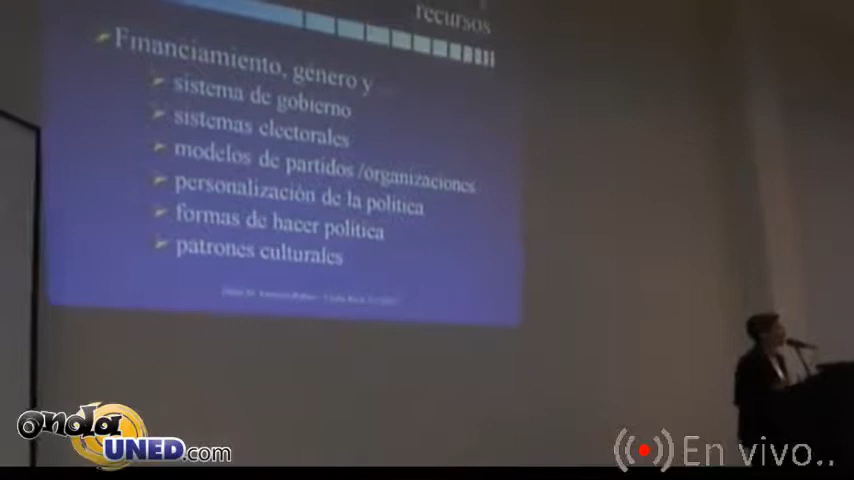 recursos
Financiamiento, género y
sistema de gobierno
sistemas electorales
modelos de partidos /organizaciones
personalización de la política
formas de hacer política
patrones culturales
onda
UNED.com
En vivo..